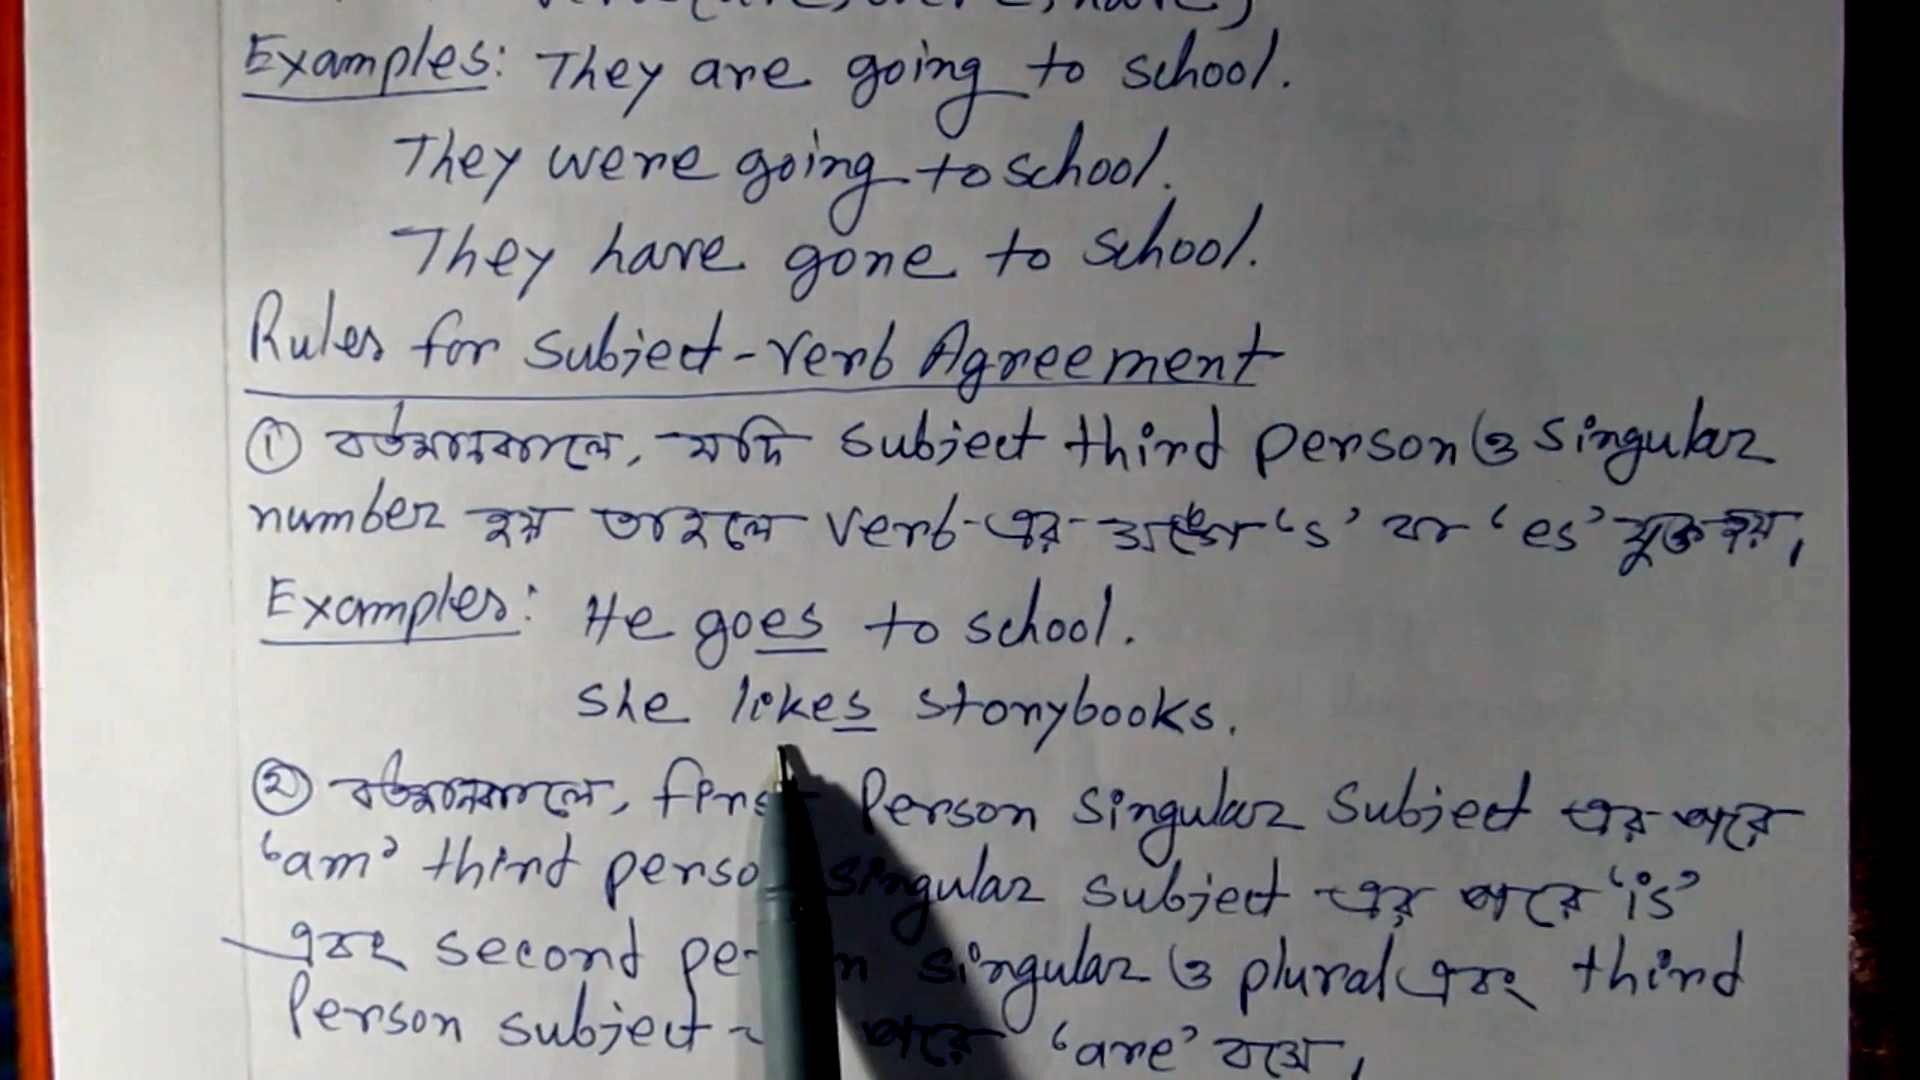 Examples: They are going to school.
They were going to school.
They have gone to school.
Rules for Subject-Verb Agreement
① বর্তমানকালে, যদি subject third person ও singular
number হয় তাহলে verb-এর সঙ্গে 's' বা 'es' যুক্ত হয়।
Examples: He goes to school.
She likes storybooks.
② বর্তমানকালে, first Person singular subject এর পরে
'am' third person singular subject এর পরে 'is'
এবং second person singular ও plural এবং third
Person subject পরে 'are' বসে।